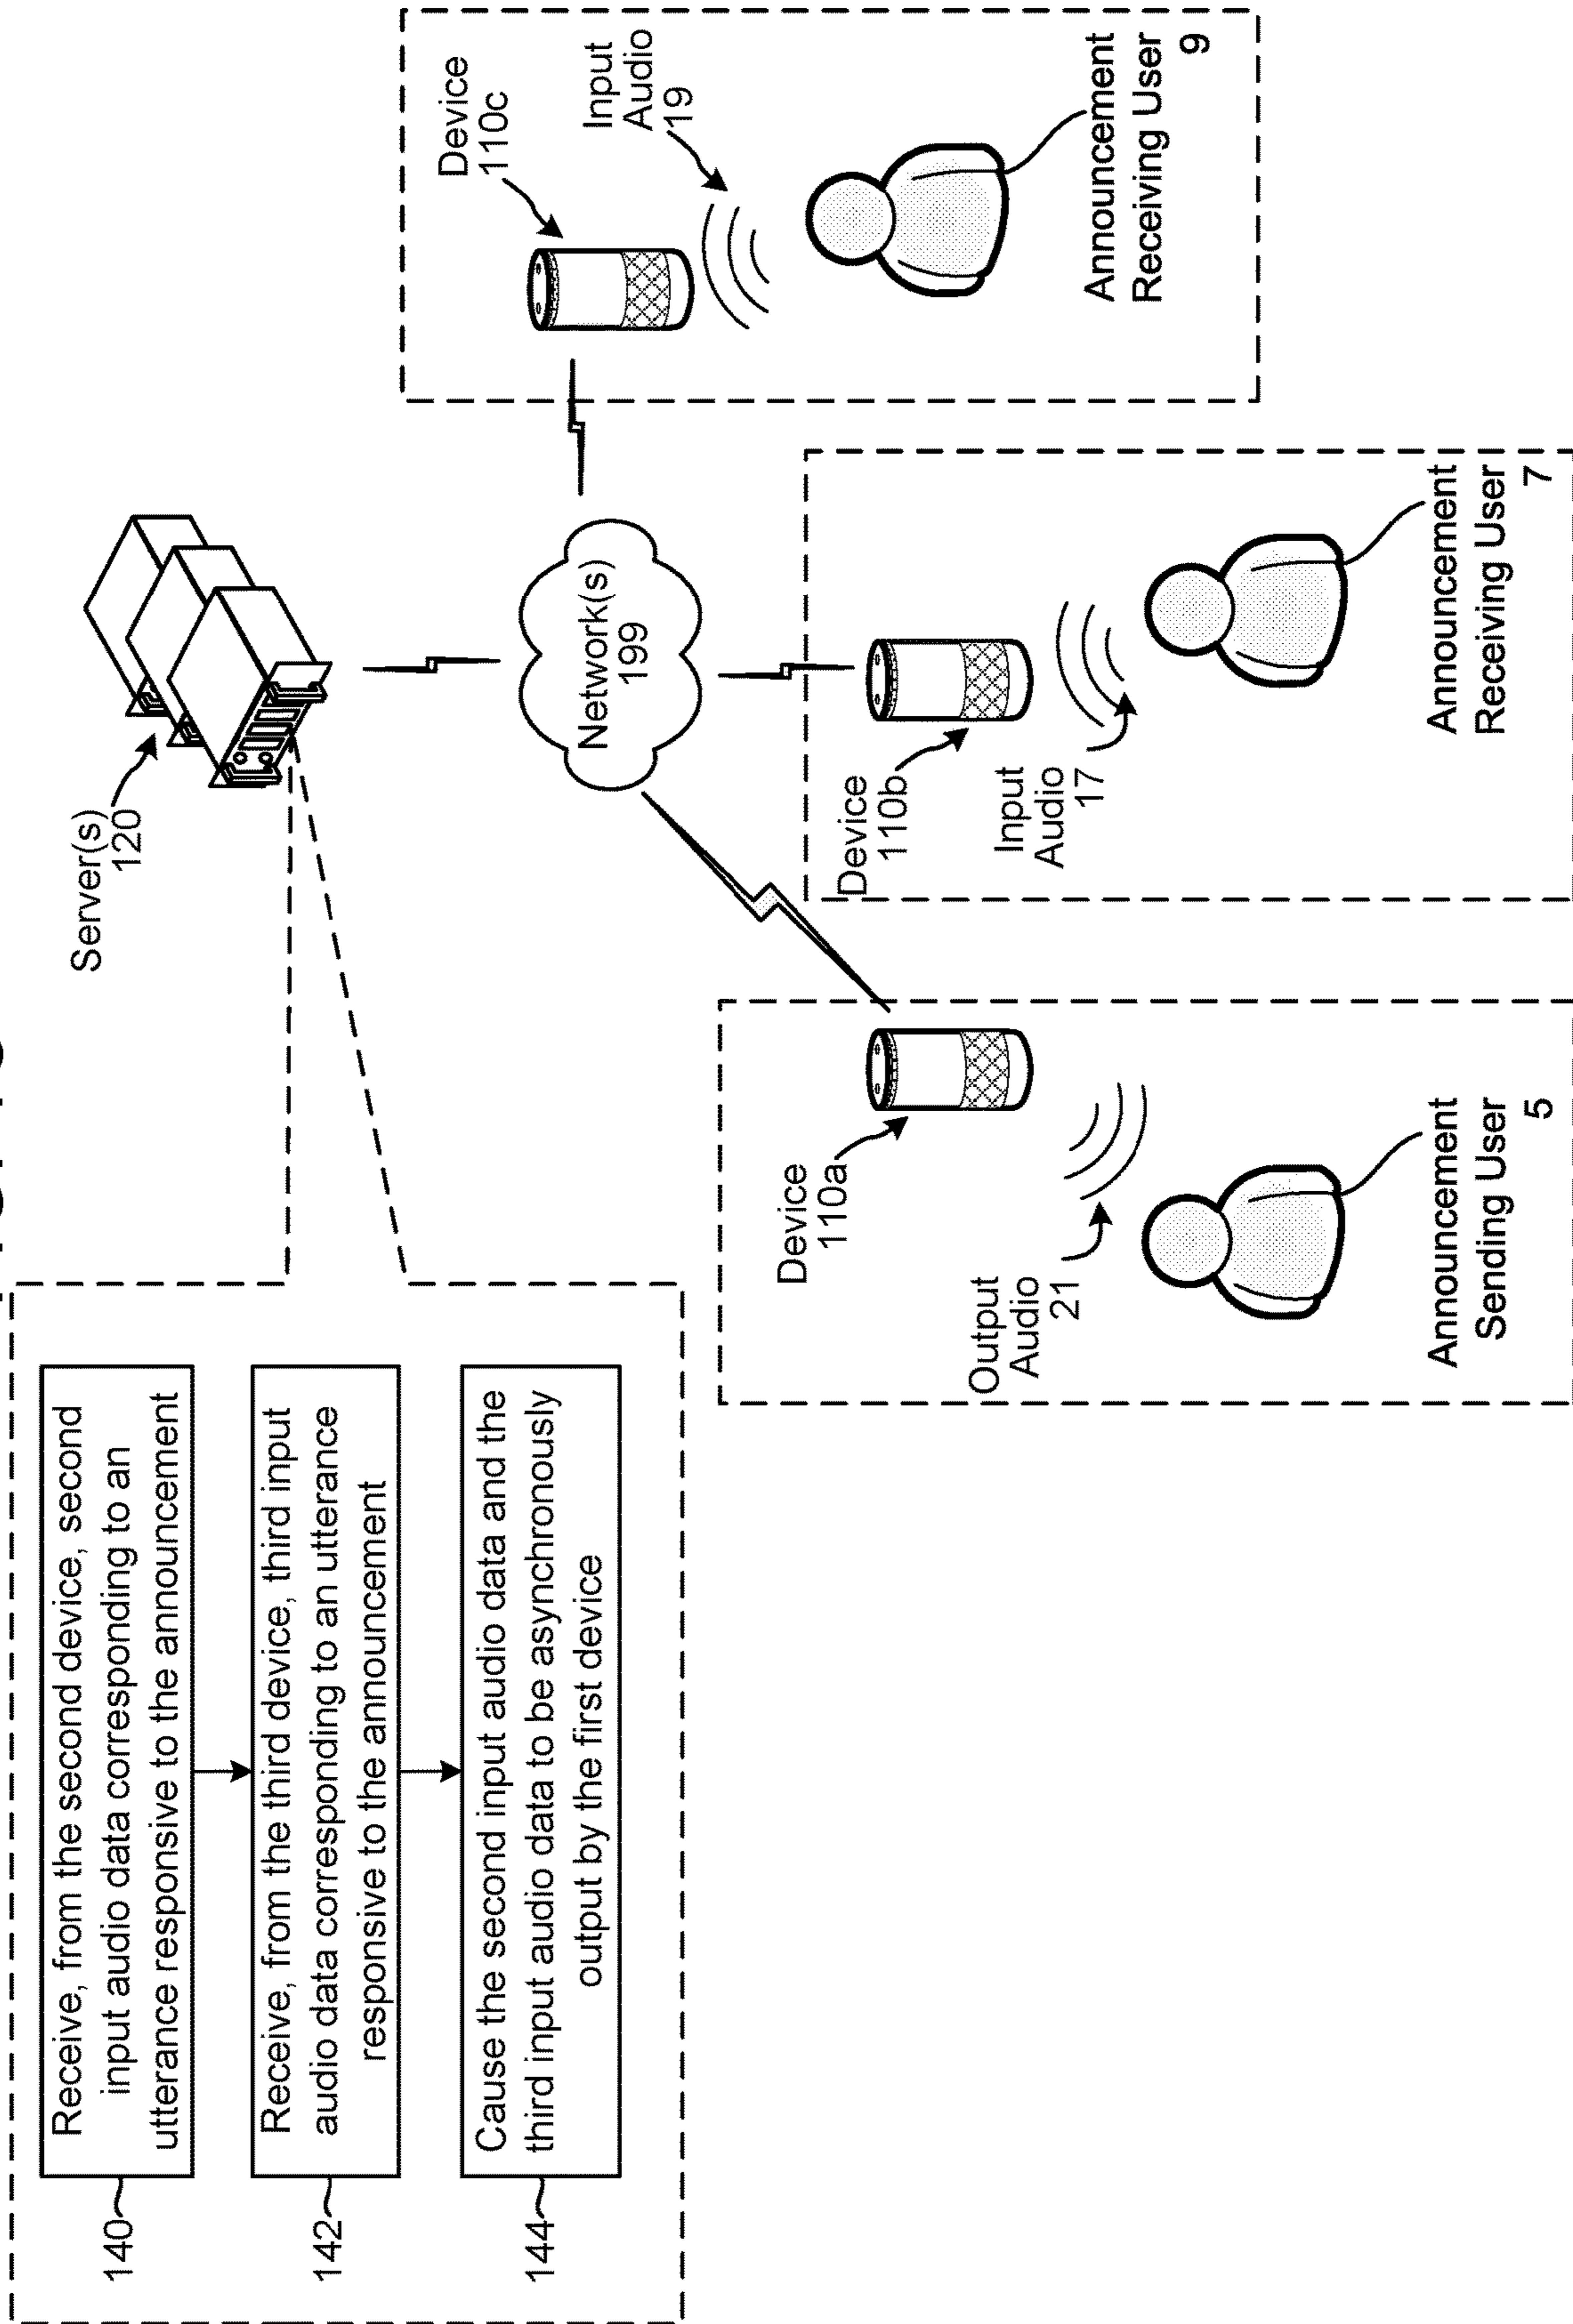 Server(s)
120
140
Receive, from the second device, second
input audio data corresponding to an
utterance responsive to the announcement
142
Receive, from the third device, third input
audio data corresponding to an utterance
responsive to the announcement
144
Cause the second input audio data and the
third input audio data to be asynchronously
output by the first device
Network(s)
199
Device
110a
Output
Audio
21
Announcement
Sending User
5
Device
110b
Input
Audio
17
Announcement
Receiving User
7
Device
110c
Input
Audio
19
Announcement
Receiving User
9